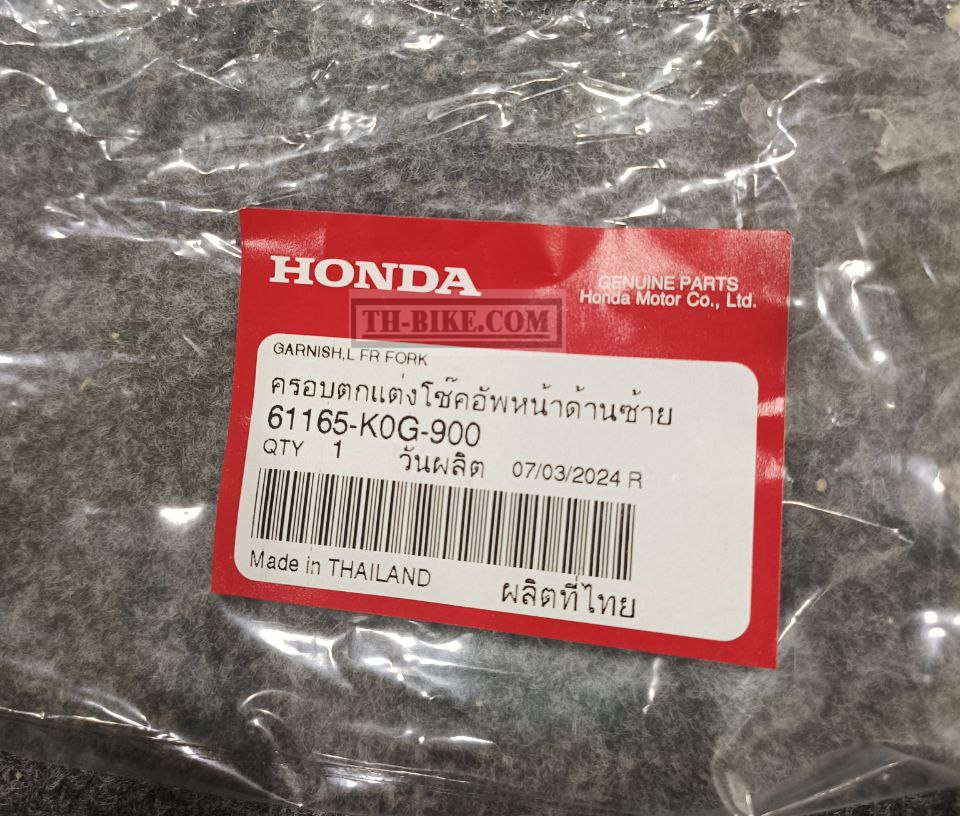 HONDA
GENUINE PARTS
Honda Motor Co., Ltd.
TH-BIKE.COM
GARNISH,L FR FORK
ครอบตกแต่งโช๊คอัพหน้าด้านซ้าย
61165-K0G-900
QTY 1 วันผลิต 07/03/2024 R
Made in THAILAND
ผลิตที่ไทย